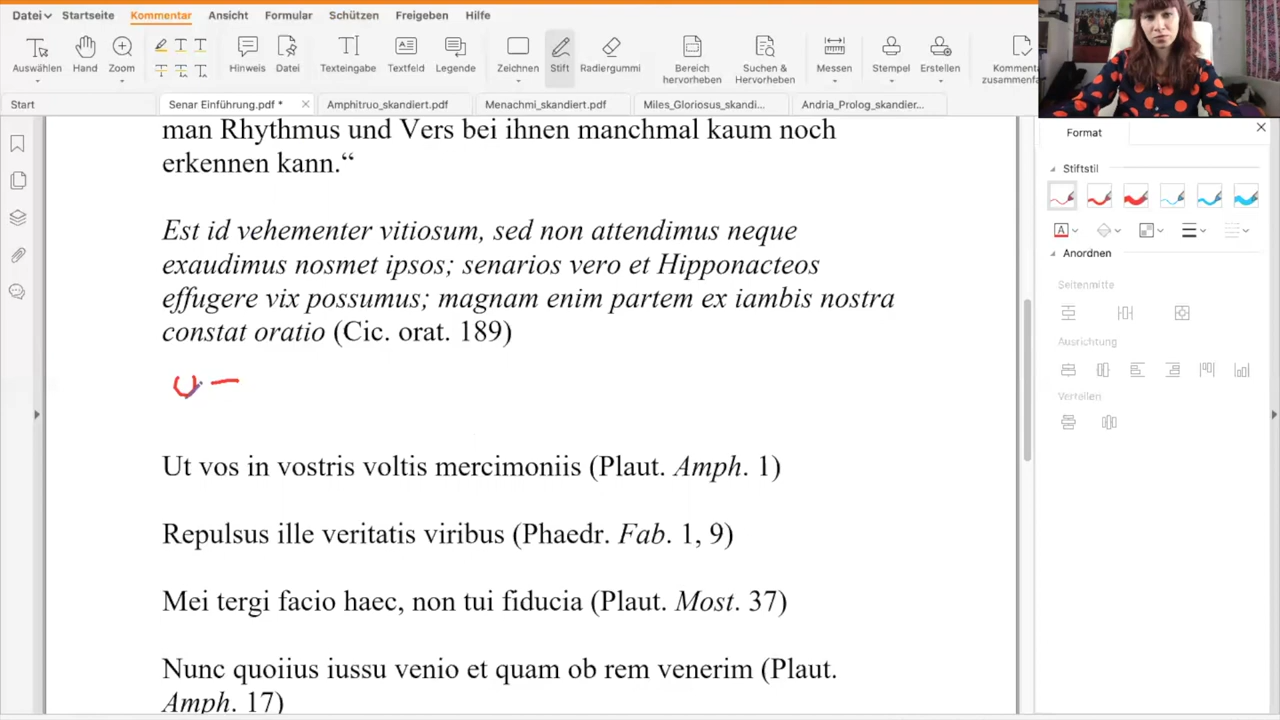 Datei Startseite Kommentar Ansicht Formular Schützen Freigeben Hilfe
Auswählen Hand Zoom Hinweis Datei Texteingabe Textfeld Legende Zeichnen Stift Radiergummi Bereich hervorheben Suchen & Hervorheben Messen Stempel Erstellen Komment zusammenfa
Start Senar Einführung.pdf * Amphitruo_skandiert.pdf Menachmi_skandiert.pdf Miles_Gloriosus_skandi... Andria_Prolog_skandier...
man Rhythmus und Vers bei ihnen manchmal kaum noch
erkennen kann.“
Est id vehementer vitiosum, sed non attendimus neque
exaudimus nosmet ipsos; senarios vero et Hipponacteos
effugere vix possumus; magnam enim partem ex iambis nostra
constat oratio (Cic. orat. 189)
Ut vos in vostris voltis mercimoniis (Plaut. Amph. 1)
Repulsus ille veritatis viribus (Phaedr. Fab. 1, 9)
Mei tergi facio haec, non tui fiducia (Plaut. Most. 37)
Nunc quoiius iussu venio et quam ob rem venerim (Plaut.
Amph. 17)
Format
Stiftstil
Anordnen
Seitenmitte
Ausrichtung
Verteilen